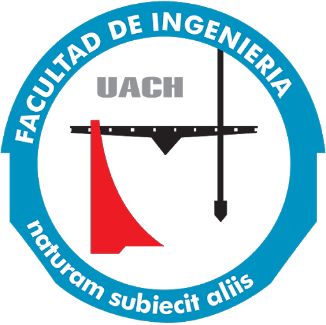 FACULTAD DE INGENIERIA
UACH
naturam subiecit aliis